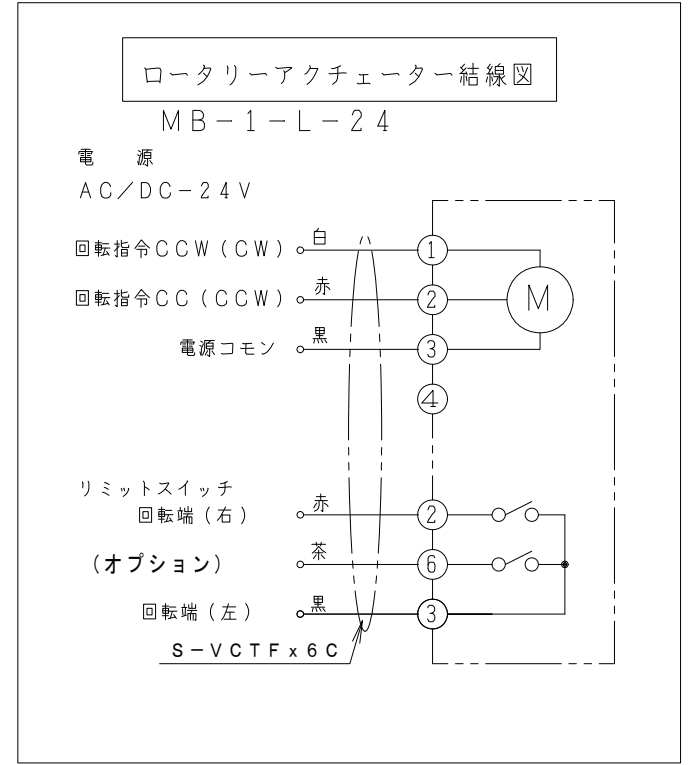 ロータリーアクチェーター結線図
MB-1-L-24
電 源
AC/DC-24V
回転指令CCW(CW) 白 ①
回転指令CC(CCW) 赤 ② M
電源コモン 黒 ③
④
リミットスイッチ
回転端(右) 赤 ②
(オプション) 茶 ⑥
回転端(左) 黒 ③
S-VCTFx6C